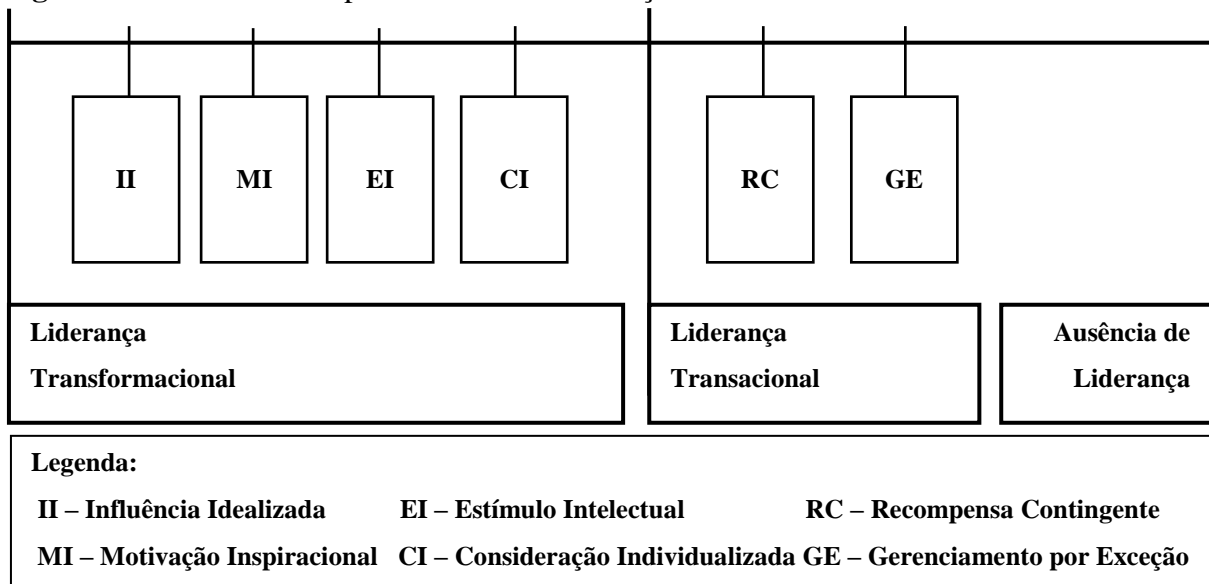 II MI EI CI RC GE
Liderança
Transformacional
Liderança
Transacional
Ausência de
Liderança
Legenda:
II – Influência Idealizada EI – Estímulo Intelectual RC – Recompensa Contingente
MI – Motivação Inspiracional CI – Consideração Individualizada GE – Gerenciamento por Exceção